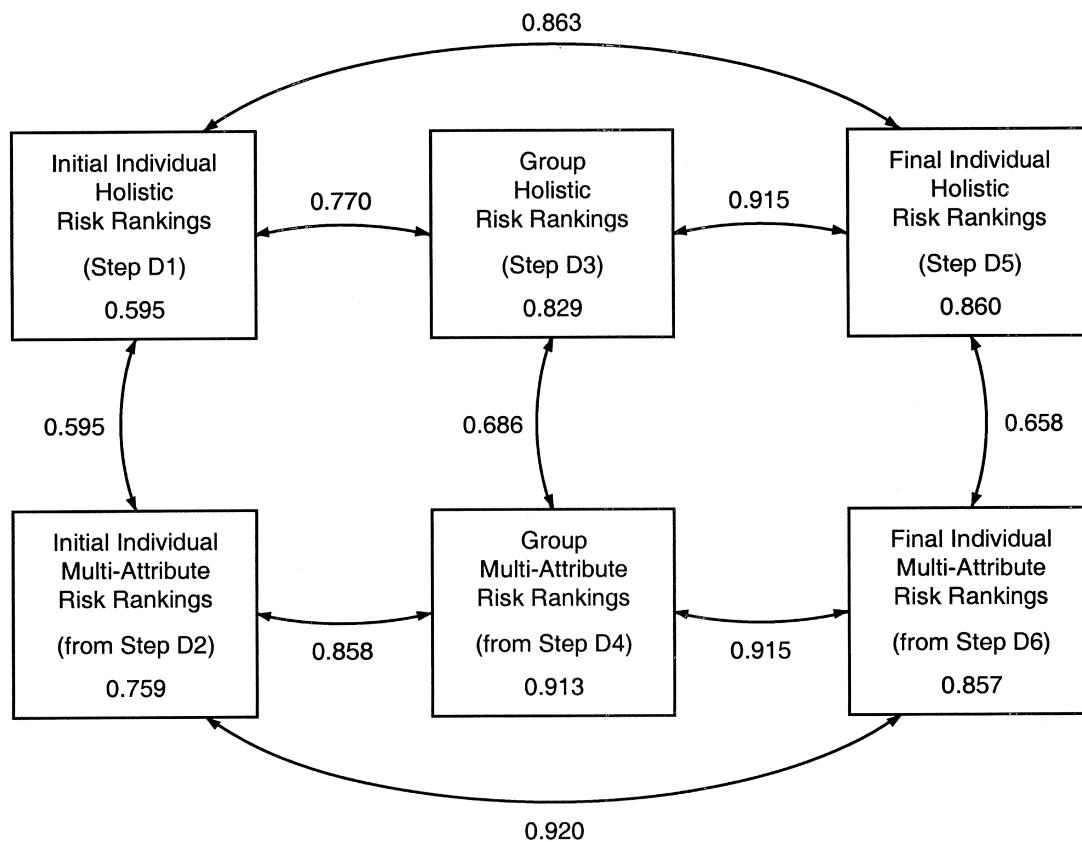 0.863
Initial Individual
Holistic
Risk Rankings
(Step D1)
0.595
0.770
Group
Holistic
Risk Rankings
(Step D3)
0.829
0.915
Final Individual
Holistic
Risk Rankings
(Step D5)
0.860
0.595
0.686
0.658
Initial Individual
Multi-Attribute
Risk Rankings
(from Step D2)
0.759
0.858
Group
Multi-Attribute
Risk Rankings
(from Step D4)
0.913
0.915
Final Individual
Multi-Attribute
Risk Rankings
(from Step D6)
0.857
0.920